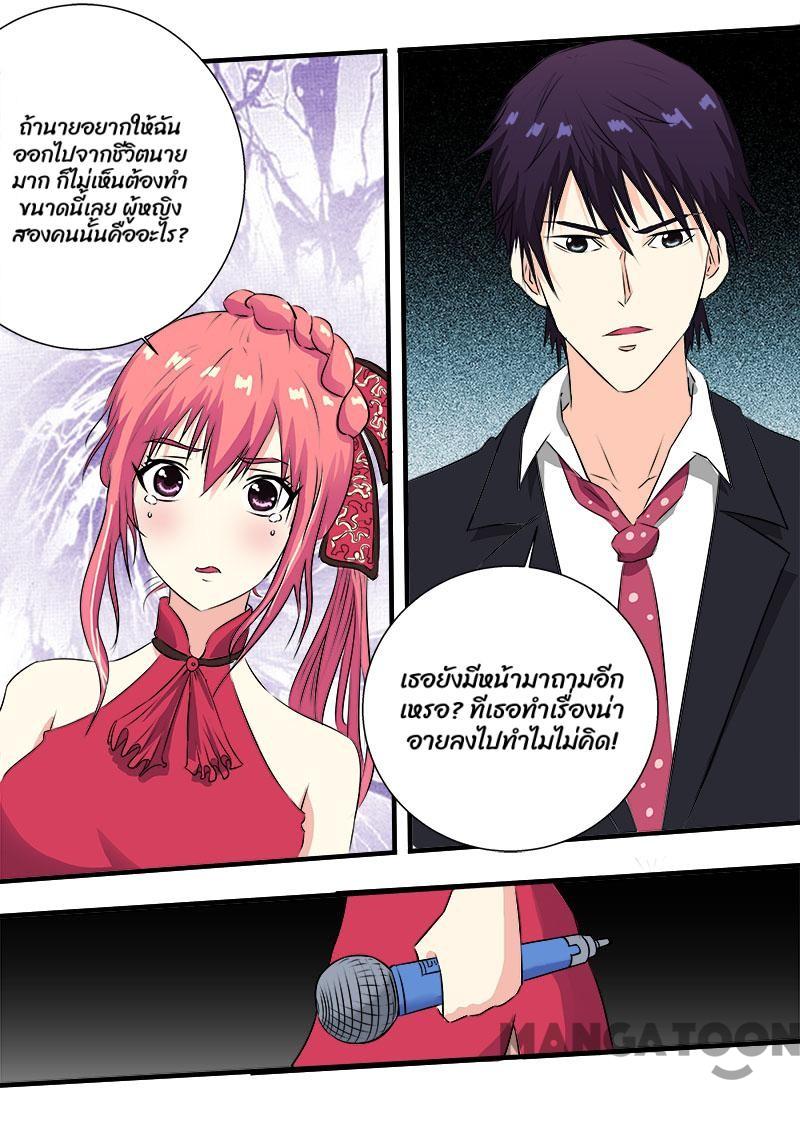 ถ้านายอยากให้ฉัน
ออกไปจากชีวิตนาย
มาก ก็ไม่เห็นต้องทำ
ขนาดนี้เลย ผู้หญิง
สองคนนั้นคืออะไร?
เธอยังมีหน้ามาถามอีก
เหรอ? ทีเธอทำเรื่องน่า
อายลงไปทำไมไม่คิด!
MANGATOON